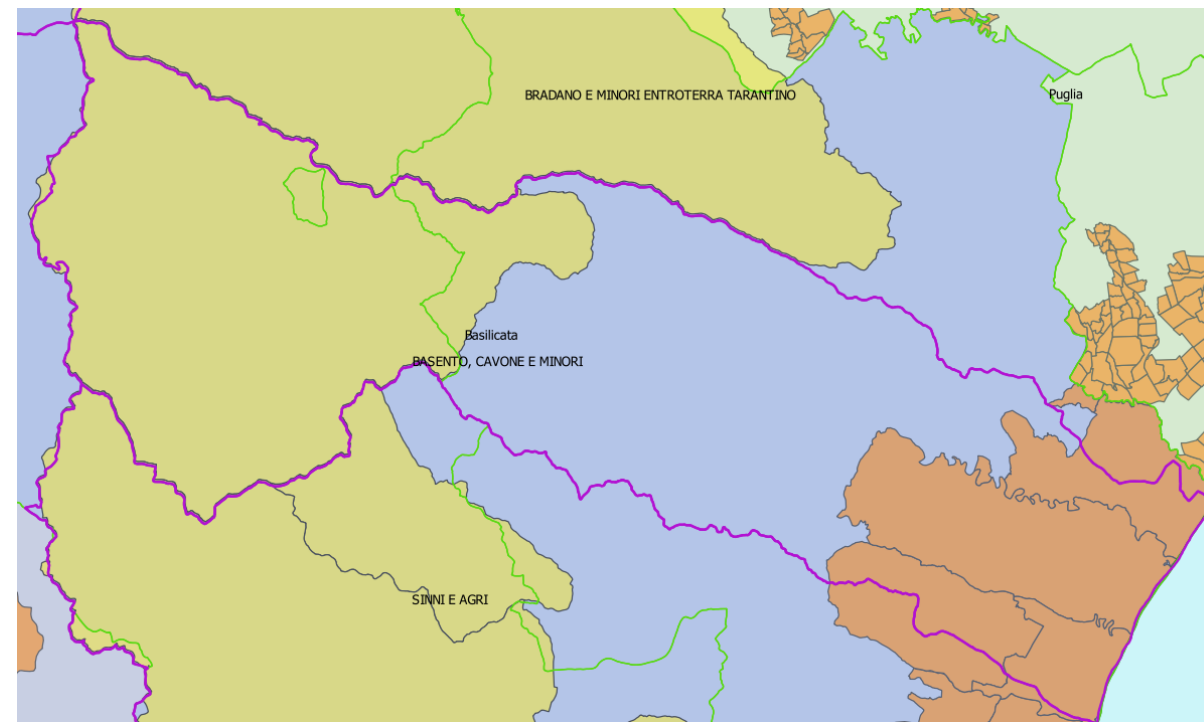 BRADANO E MINORI ENTROTERRA TARANTINO
Puglia
Basilicata
BASENTO, CAVONE E MINORI
SINNI E AGRI